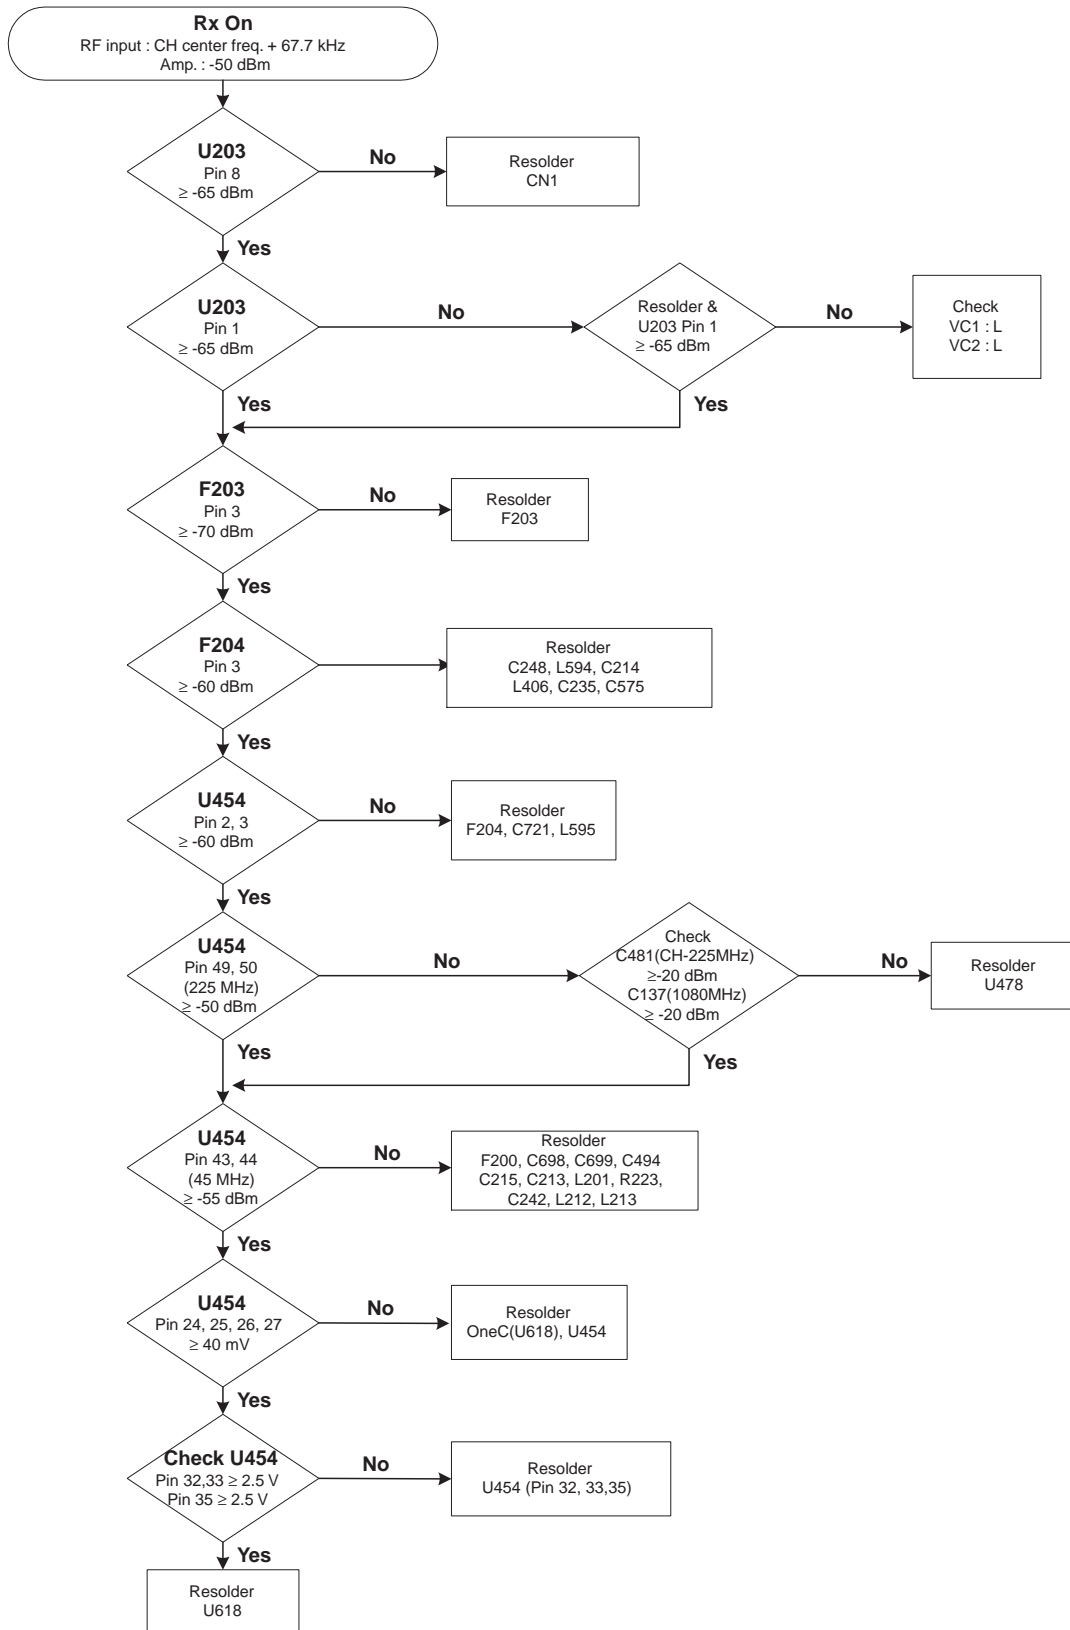 Rx On
RF input : CH center freq. + 67.7 kHz
Amp. : -50 dBm
U203
Pin 8
≥ -65 dBm
No
Resolder
CN1
Yes
U203
Pin 1
≥ -65 dBm
No
Resolder &
U203 Pin 1
≥ -65 dBm
No
Check
VC1 : L
VC2 : L
Yes
Yes
F203
Pin 3
≥ -70 dBm
No
Resolder
F203
Yes
F204
Pin 3
≥ -60 dBm
Resolder
C248, L594, C214
L406, C235, C575
Yes
U454
Pin 2, 3
≥ -60 dBm
No
Resolder
F204, C721, L595
Yes
U454
Pin 49, 50
(225 MHz)
≥ -50 dBm
No
Check
C481(CH-225MHz)
≥-20 dBm
C137(1080MHz)
≥ -20 dBm
No
Resolder
U478
Yes
Yes
U454
Pin 43, 44
(45 MHz)
≥ -55 dBm
No
Resolder
F200, C698, C699, C494
C215, C213, L201, R223,
C242, L212, L213
Yes
U454
Pin 24, 25, 26, 27
≥ 40 mV
No
Resolder
OneC(U618), U454
Yes
Check U454
Pin 32,33 ≥ 2.5 V
Pin 35 ≥ 2.5 V
No
Resolder
U454 (Pin 32, 33,35)
Yes
Resolder
U618